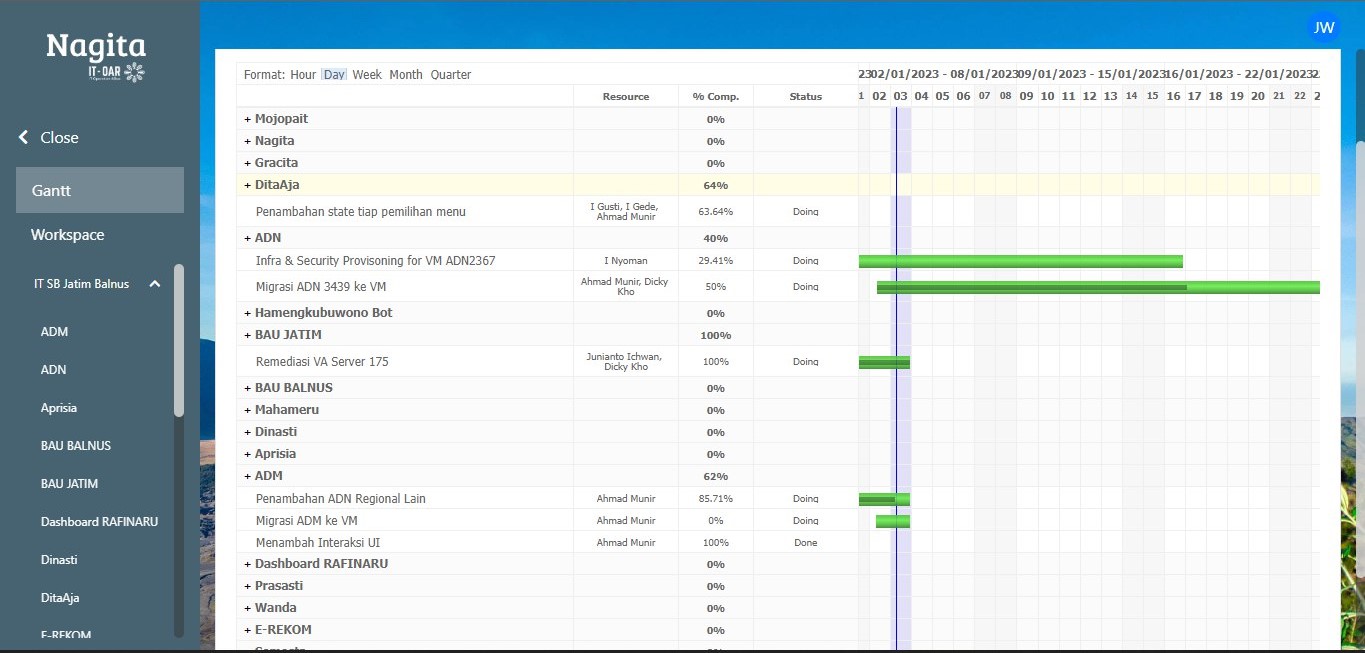 Nagita
IT-OAR
JW
Close
Gantt
Workspace
IT SB Jatim Balnus
ADM
ADN
Aprisia
BAU BALNUS
BAU JATIM
Dashboard RAFINARU
Dinasti
DitaAja
E-REKOM
Format: Hour Day Week Month Quarter
23 02/01/2023 - 08/01/2023 09/01/2023 - 15/01/2023 16/01/2023 - 22/01/2023 2
Resource % Comp. Status 1 02 03 04 05 06 07 08 09 10 11 12 13 14 15 16 17 18 19 20 21 22 2
+ Mojopait 0%
+ Nagita 0%
+ Gracita 0%
+ DitaAja 64%
Penambahan state tiap pemilihan menu I Gusti, I Gede, Ahmad Munir 63.64% Doing
+ ADN 40%
Infra & Security Provisoning for VM ADN2367 I Nyoman 29.41% Doing
Migrasi ADN 3439 ke VM Ahmad Munir, Dicky Kho 50% Doing
+ Hamengkubuwono Bot 0%
+ BAU JATIM 100%
Remediasi VA Server 175 Junianto Ichwan, Dicky Kho 100% Doing
+ BAU BALNUS 0%
+ Mahameru 0%
+ Dinasti 0%
+ Aprisia 0%
+ ADM 62%
Penambahan ADN Regional Lain Ahmad Munir 85.71% Doing
Migrasi ADM ke VM Ahmad Munir 0% Doing
Menambah Interaksi UI Ahmad Munir 100% Done
+ Dashboard RAFINARU 0%
+ Prasasti 0%
+ Wanda 0%
+ E-REKOM 0%